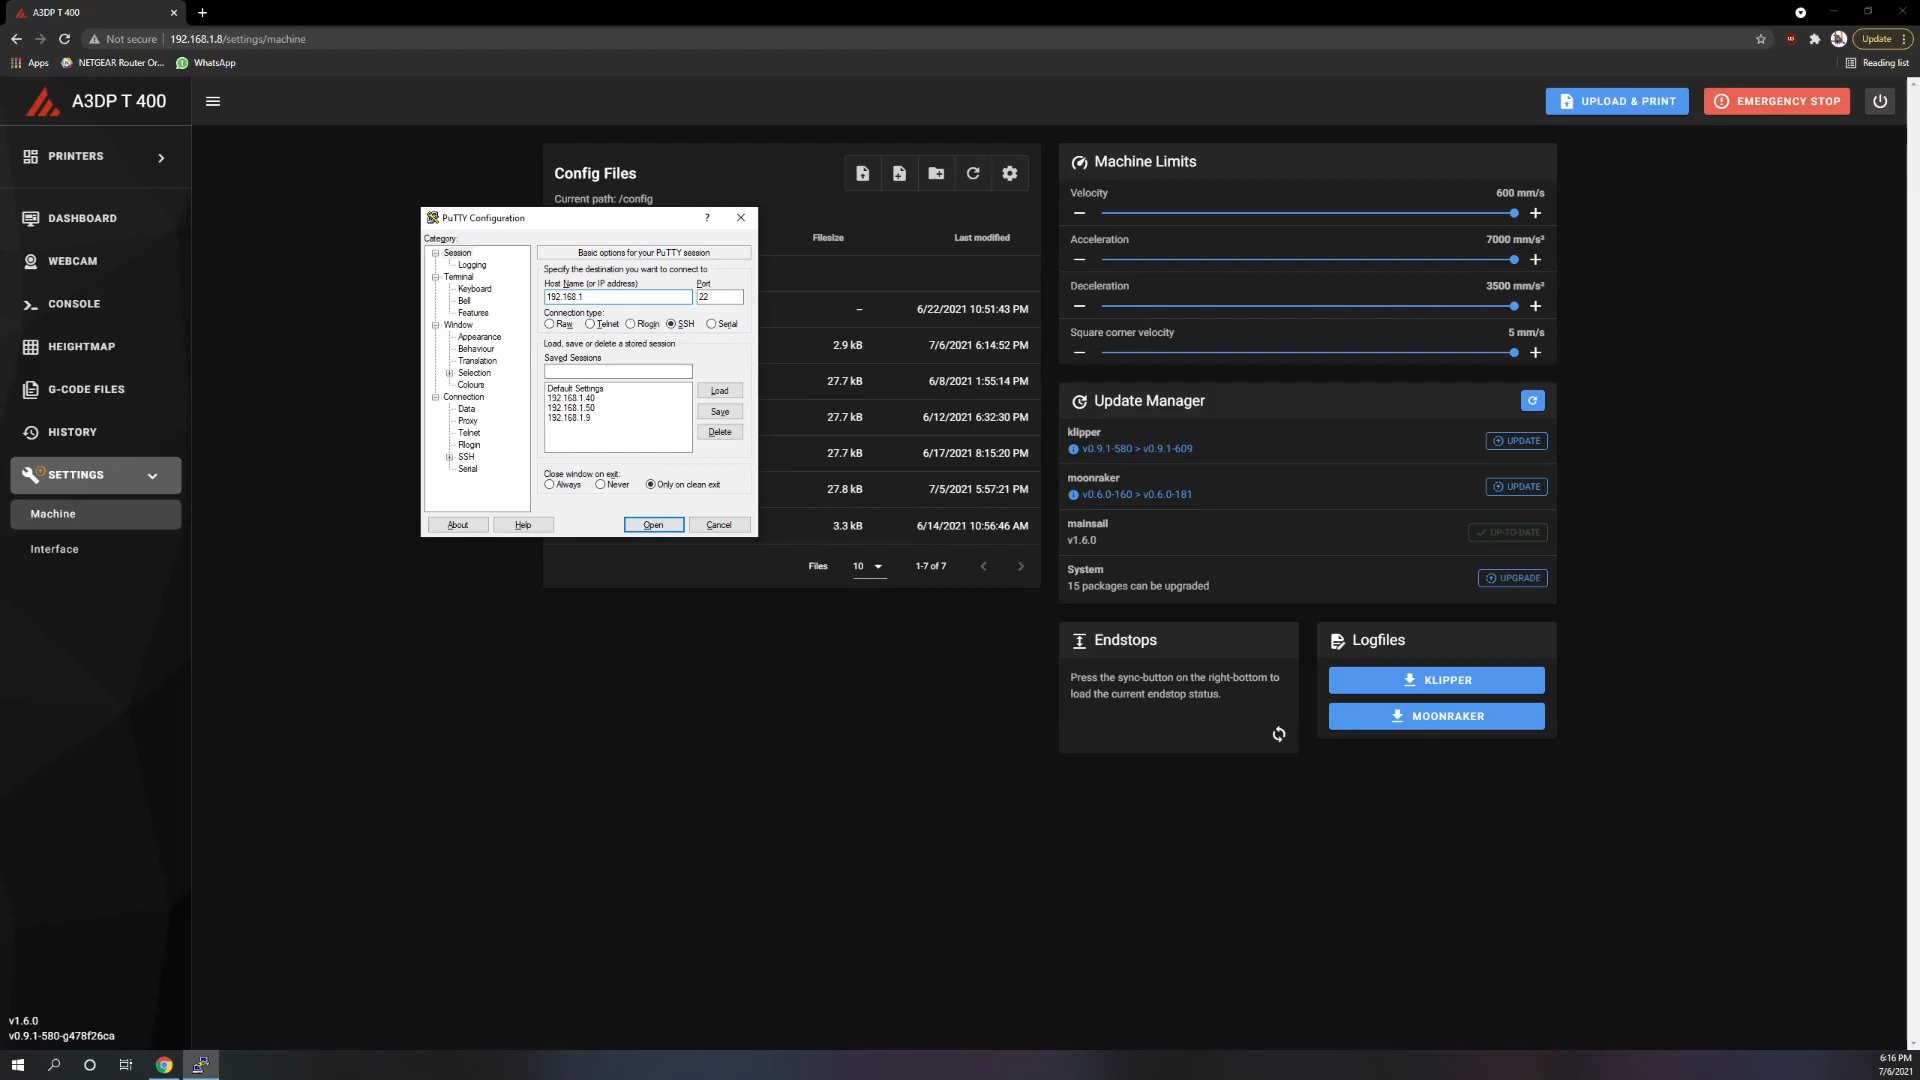 A3DP T 400
Not secure
192.168.1.8/settings/machine
Update
Apps
NETGEAR Router Or...
WhatsApp
Reading list
A3DP T 400
UPLOAD & PRINT
EMERGENCY STOP
PRINTERS
DASHBOARD
WEBCAM
CONSOLE
HEIGHTMAP
G-CODE FILES
HISTORY
SETTINGS
Machine
Interface
v1.6.0
v0.9.1-580-g478f26ca
Config Files
Current path: /config
Filesize
Last modified
–
6/22/2021 10:51:43 PM
2.9 kB
7/6/2021 6:14:52 PM
27.7 kB
6/8/2021 1:55:14 PM
27.7 kB
6/12/2021 6:32:30 PM
27.7 kB
6/17/2021 8:15:20 PM
27.8 kB
7/5/2021 5:57:21 PM
3.3 kB
6/14/2021 10:56:46 AM
Files
10
1-7 of 7
PuTTY Configuration
?
Category:
Session
Logging
Terminal
Keyboard
Bell
Features
Window
Appearance
Behaviour
Translation
Selection
Colours
Connection
Data
Proxy
Telnet
Rlogin
SSH
Serial
Basic options for your PuTTY session
Specify the destination you want to connect to
Host Name (or IP address)
Port
192.168.1
22
Connection type:
Raw
Telnet
Rlogin
SSH
Serial
Load, save or delete a stored session
Saved Sessions
Default Settings
192.168.1.40
192.168.1.50
192.168.1.9
Load
Save
Delete
Close window on exit:
Always
Never
Only on clean exit
About
Help
Open
Cancel
Machine Limits
Velocity
600 mm/s
Acceleration
7000 mm/s²
Deceleration
3500 mm/s²
Square corner velocity
5 mm/s
Update Manager
klipper
v0.9.1-580 > v0.9.1-609
UPDATE
moonraker
v0.6.0-160 > v0.6.0-181
UPDATE
mainsail
v1.6.0
UP-TO-DATE
System
15 packages can be upgraded
UPGRADE
Endstops
Press the sync-button on the right-bottom to
load the current endstop status.
Logfiles
KLIPPER
MOONRAKER
6:16 PM
7/6/2021